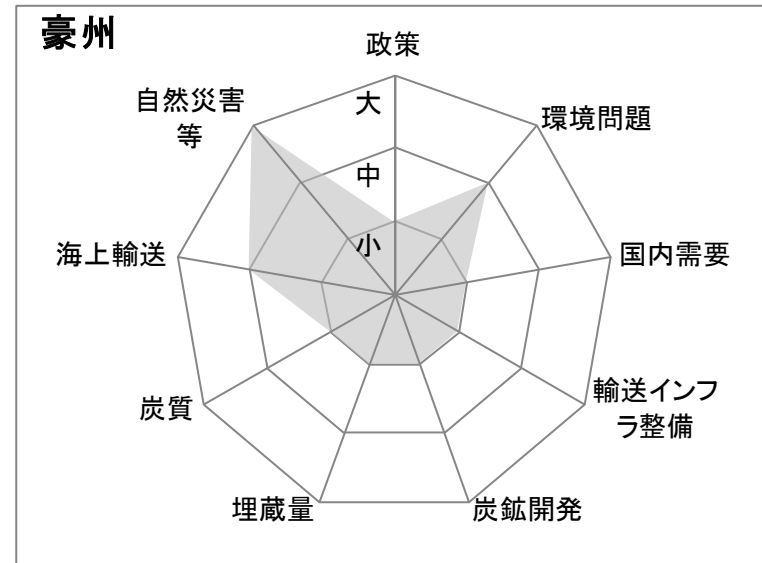 豪州
政策
大
自然災害
等
環境問題
中
小
海上輸送
国内需要
炭質
輸送インフ
ラ整備
埋蔵量
炭鉱開発